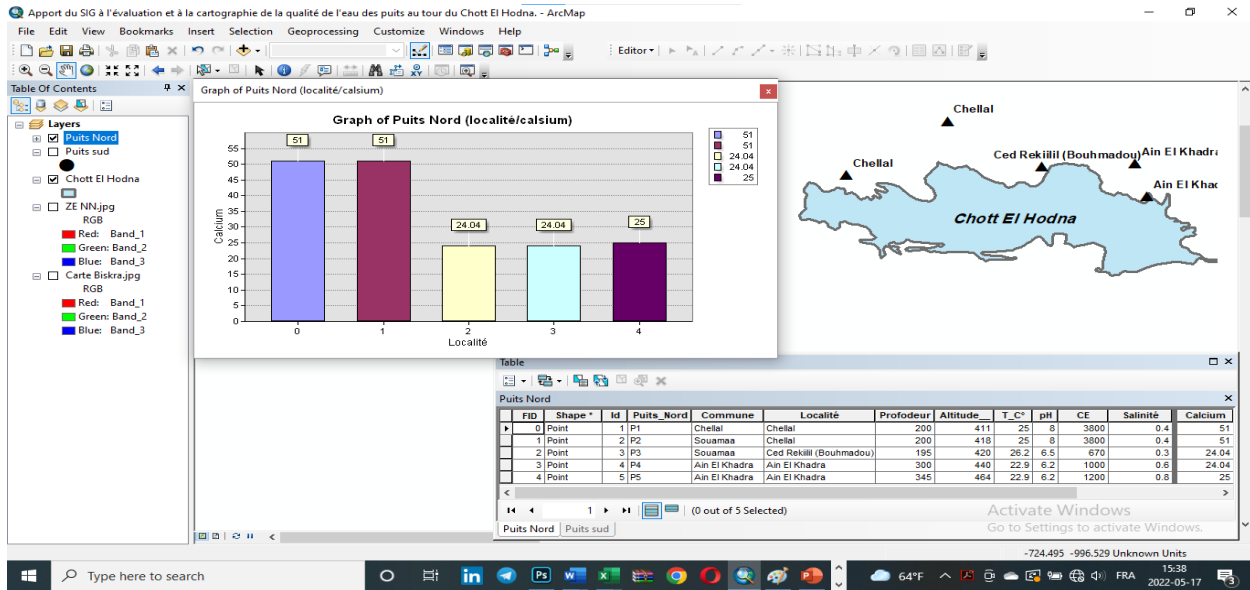 Apport du SIG à l'évaluation et à la cartographie de la qualité de l'eau des puits au tour du Chott El Hodna. - ArcMap
File Edit View Bookmarks Insert Selection Geoprocessing Customize Windows Help
Editor
Table Of Contents
Layers
Puits Nord
Puits sud
Chott El Hodna
ZE NN.jpg
RGB
Red: Band_1
Green: Band_2
Blue: Band_3
Carte Biskra.jpg
RGB
Red: Band_1
Green: Band_2
Blue: Band_3
Graph of Puits Nord (localité/calsium)
Graph of Puits Nord (localité/calsium)
51 51 24.04 24.04 25
55
50
45
40
35
30
25
20
15
10
5
0
Calcium
0 1 2 3 4
Localité
51
51
24.04
24.04
25
Chellal
Chellal
Ced Rekiilil (Bouhmadou)
Ain El Khadra
Ain El Khac
Chott El Hodna
Table
Puits Nord
FID Shape * Id Puits_Nord Commune Localité Profodeur Altitude__ T_C° pH CE Salinité Calcium
0 Point 1 P1 Chellal Chellal 200 411 25 8 3800 0.4 51
1 Point 2 P2 Souamaa Chellal 200 418 25 8 3800 0.4 51
2 Point 3 P3 Souamaa Ced Rekiilil (Bouhmadou) 195 420 26.2 6.5 670 0.3 24.04
3 Point 4 P4 Ain El Khadra Ain El Khadra 300 440 22.9 6.2 1000 0.6 24.04
4 Point 5 P5 Ain El Khadra Ain El Khadra 345 464 22.9 6.2 1200 0.8 25
1 (0 out of 5 Selected)
Puits Nord Puits sud
Activate Windows
Go to Settings to activate Windows.
-724.495 -996.529 Unknown Units
Type here to search
64°F
FRA
15:38
2022-05-17
3